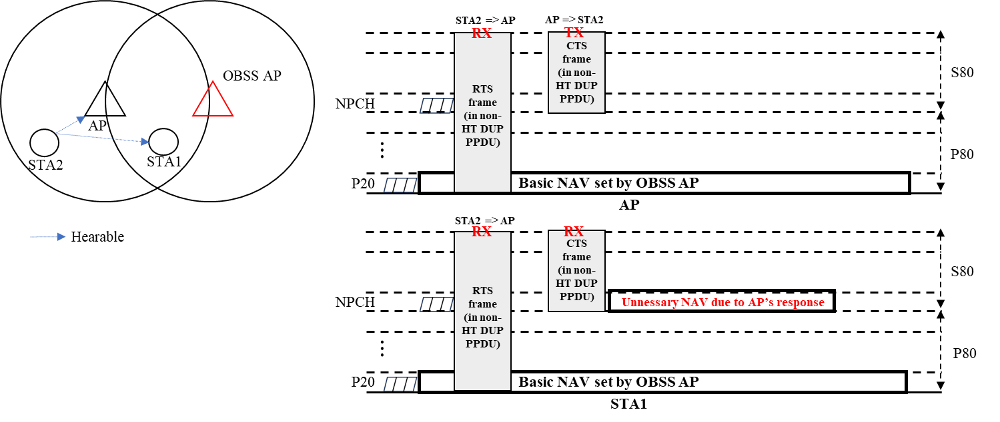 OBSS AP
AP
STA2
STA1
Hearable
STA2 => AP
AP => STA2
RX
TX
RTS
frame
(in non-
HT DUP
PPDU)
CTS
frame
(in non-
HT DUP
PPDU)
NPCH
⋮
P20
Basic NAV set by OBSS AP
S80
P80
AP
STA2 => AP
RX
RX
RTS
frame
(in non-
HT DUP
PPDU)
CTS
frame
(in non-
HT DUP
PPDU)
NPCH
Unnessary NAV due to AP's response
⋮
P20
Basic NAV set by OBSS AP
S80
P80
STA1